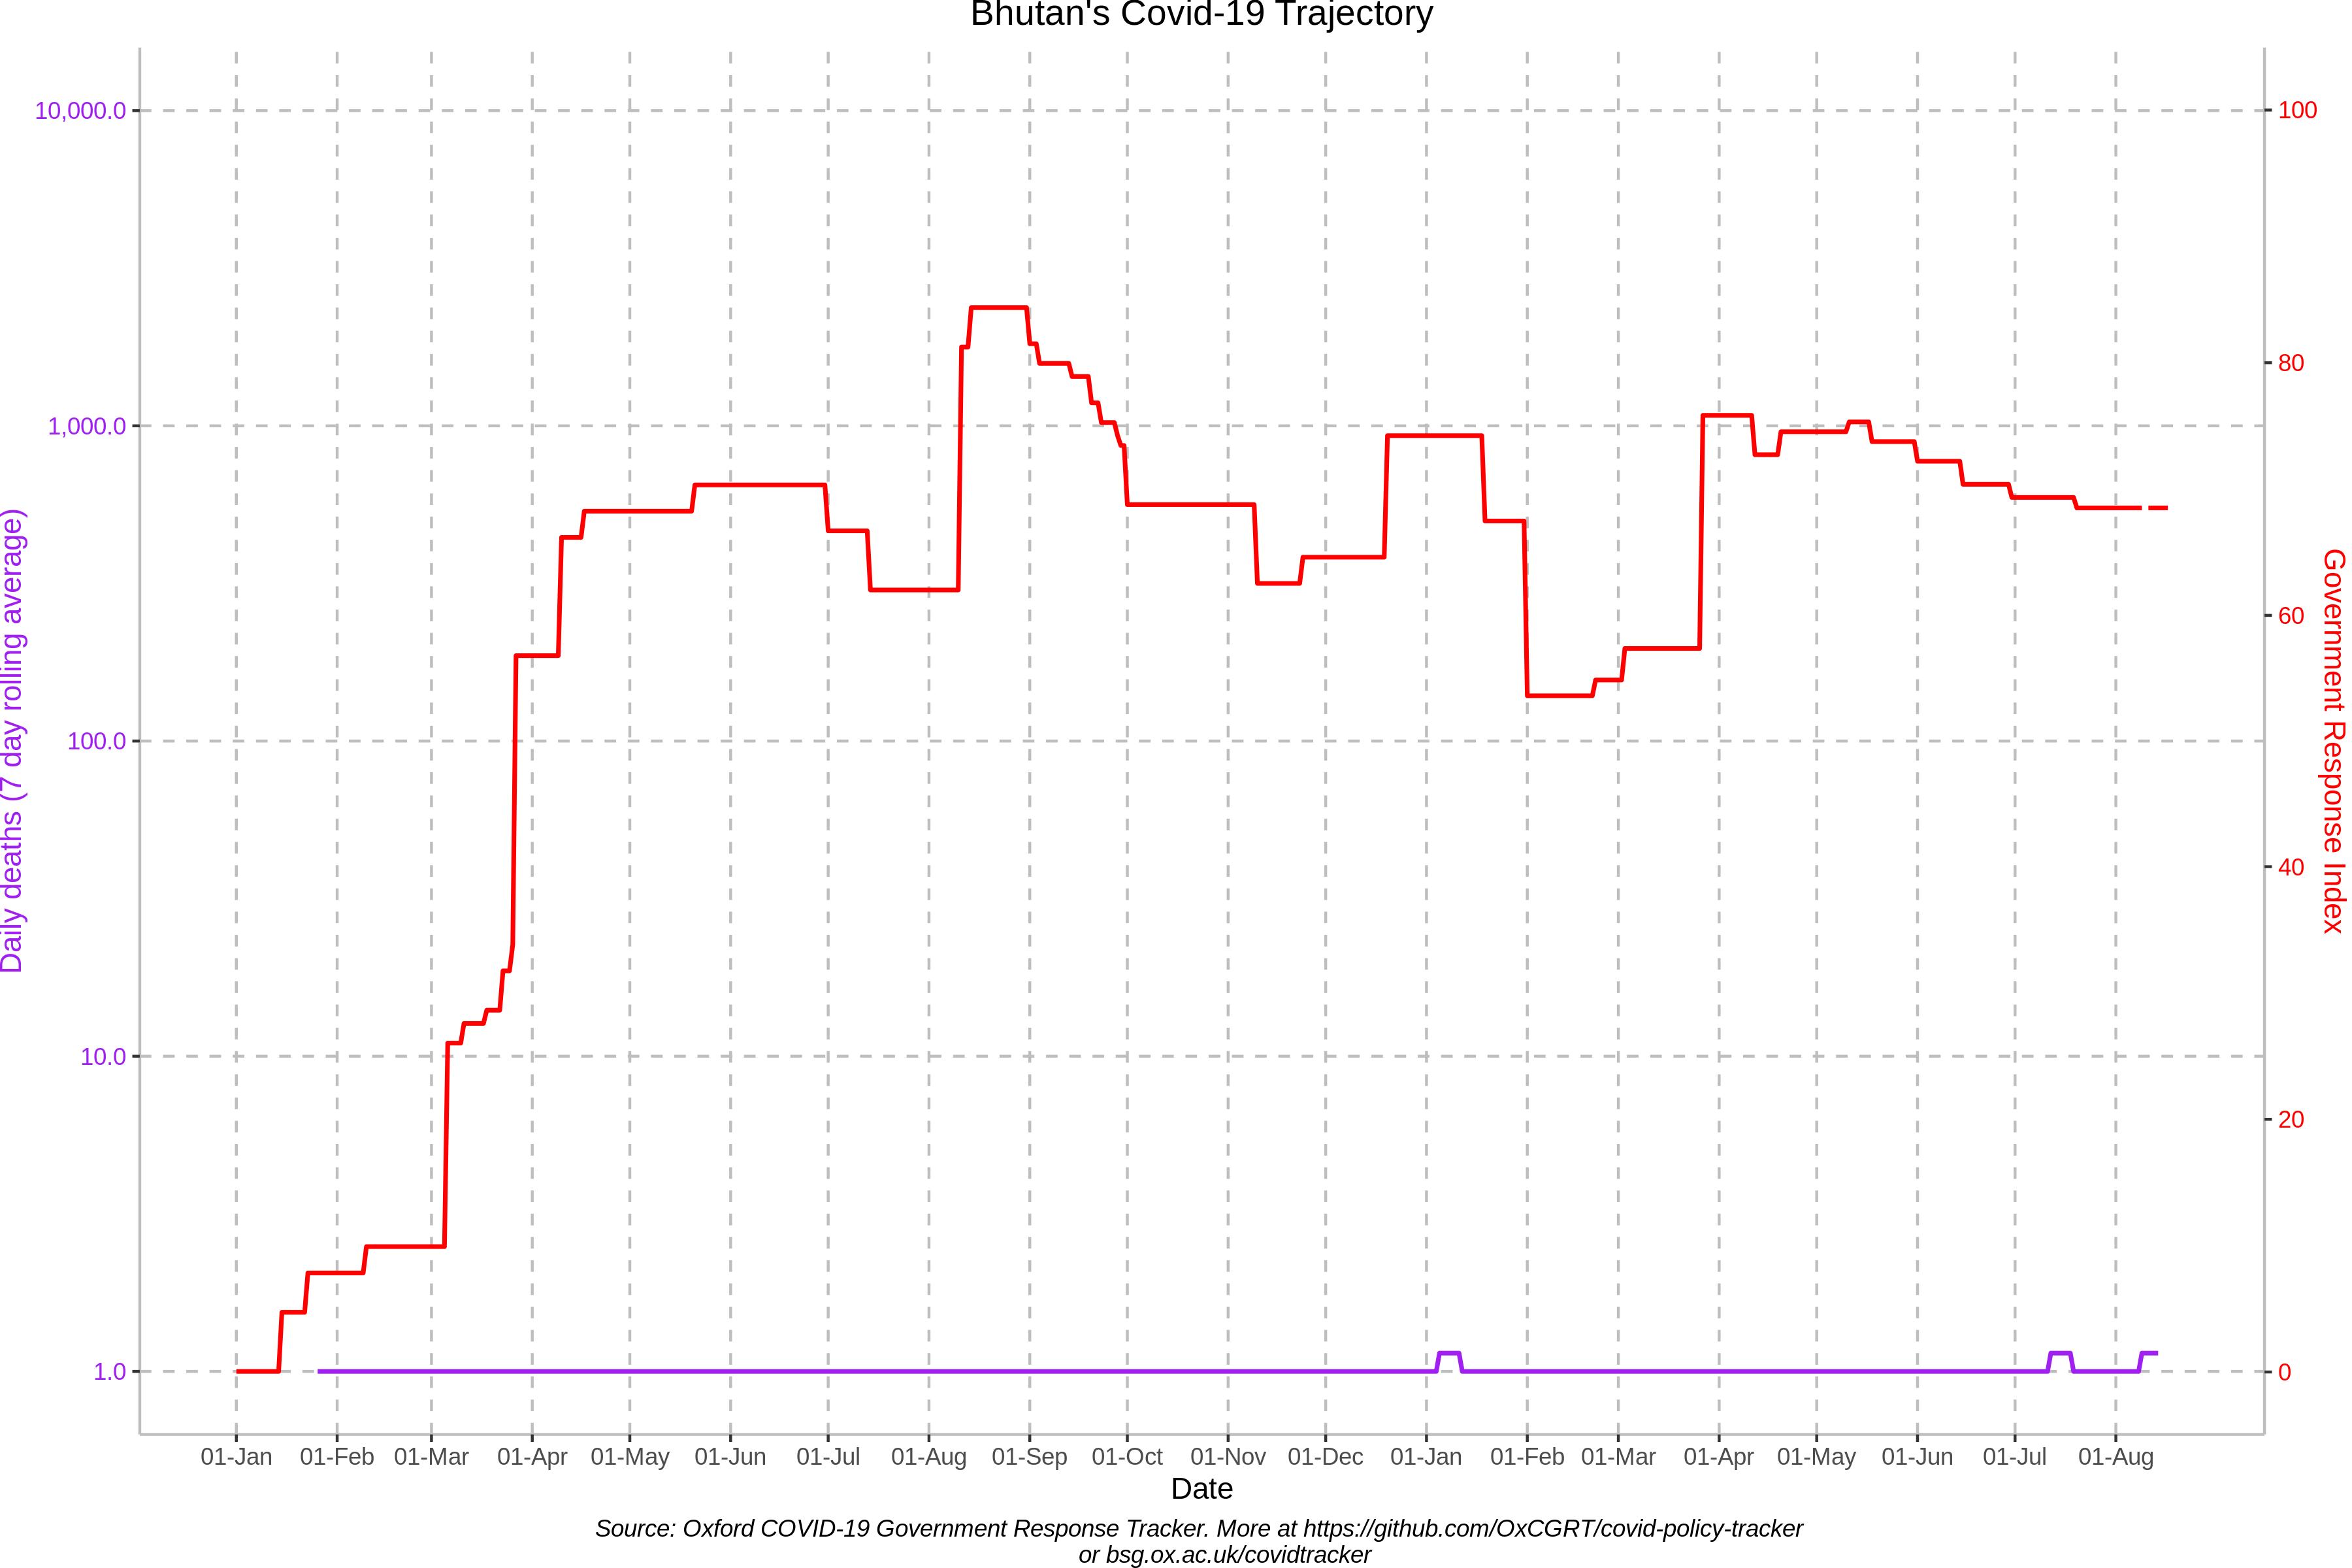 Bhutan's Covid-19 Trajectory
10,000.0
1,000.0
100.0
10.0
1.0
Daily deaths (7 day rolling average)
100
80
60
40
20
0
Government Response Index
01-Jan 01-Feb 01-Mar 01-Apr 01-May 01-Jun 01-Jul 01-Aug 01-Sep 01-Oct 01-Nov 01-Dec 01-Jan 01-Feb 01-Mar 01-Apr 01-May 01-Jun 01-Jul 01-Aug
Date
Source: Oxford COVID-19 Government Response Tracker. More at https://github.com/OxCGRT/covid-policy-tracker
or bsg.ox.ac.uk/covidtracker